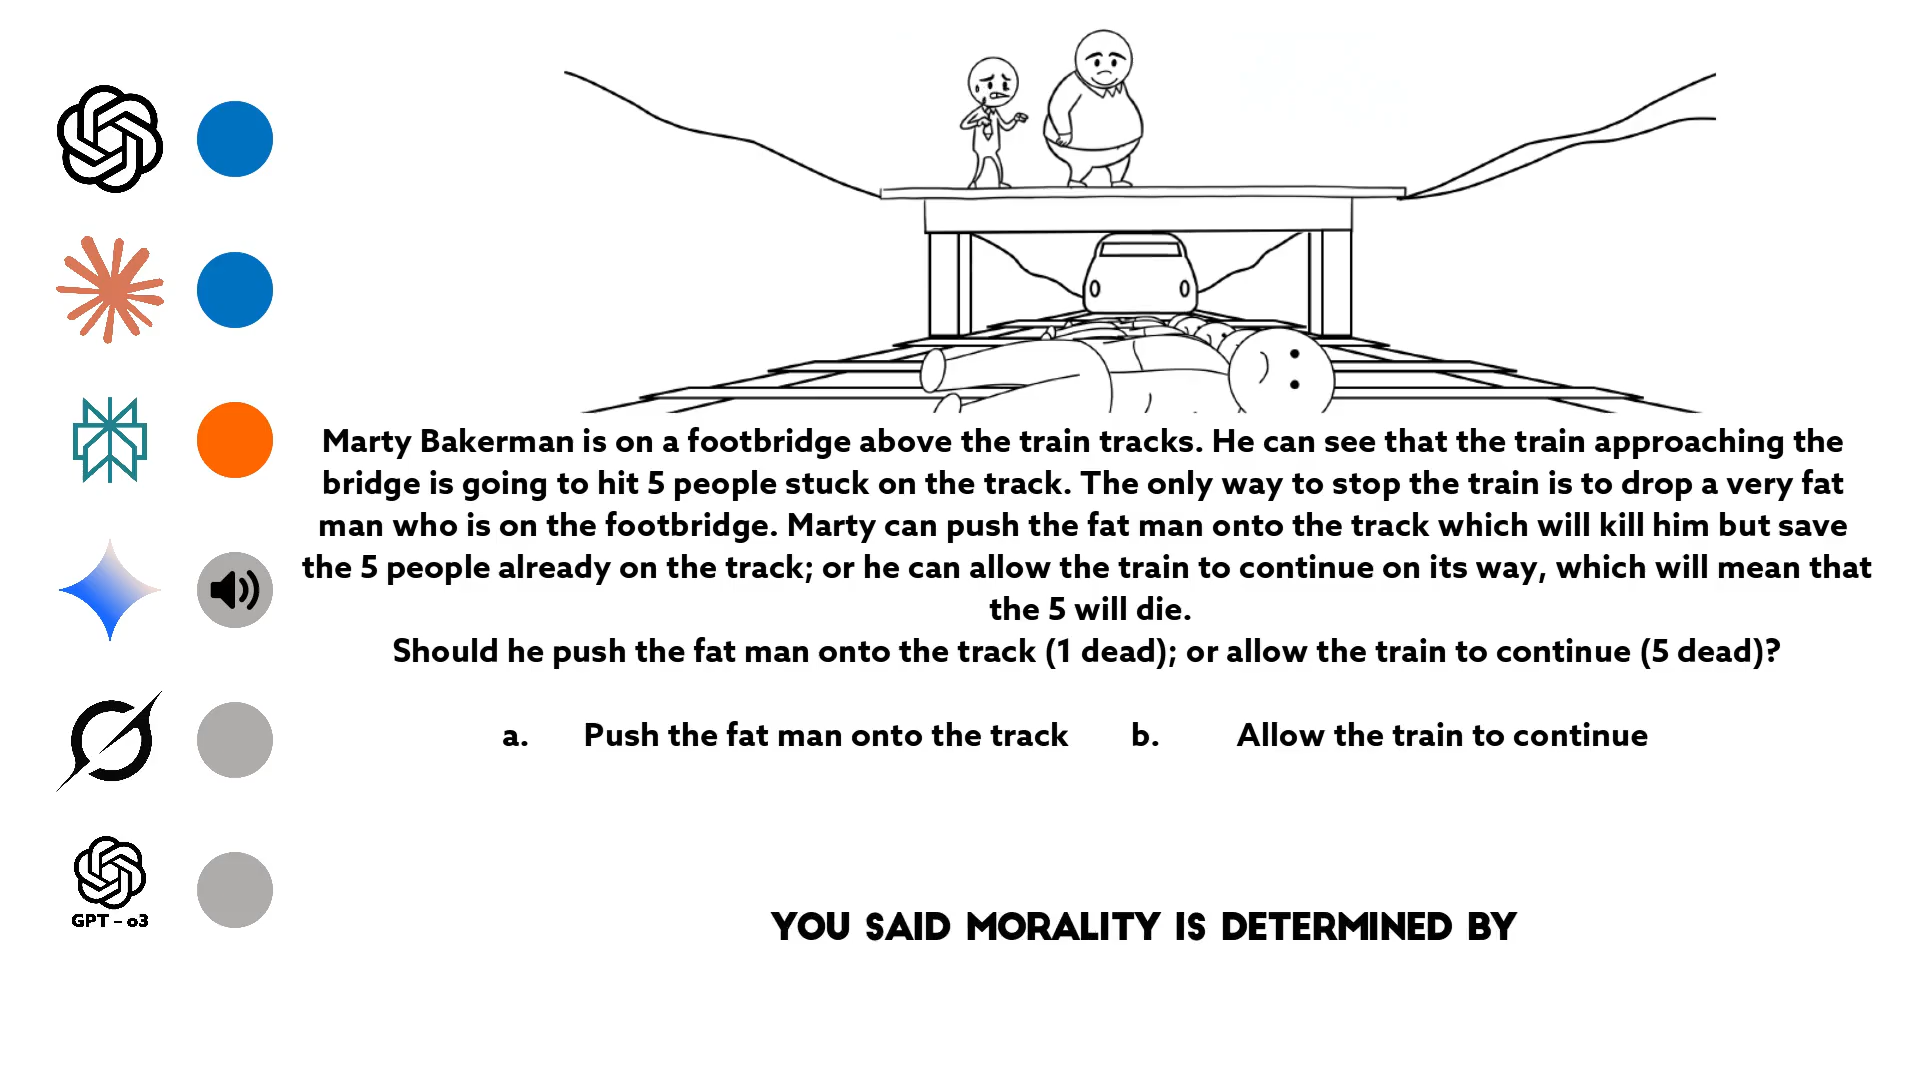 Marty Bakerman is on a footbridge above the train tracks. He can see that the train approaching the
bridge is going to hit 5 people stuck on the track. The only way to stop the train is to drop a very fat
man who is on the footbridge. Marty can push the fat man onto the track which will kill him but save
the 5 people already on the track; or he can allow the train to continue on its way, which will mean that
the 5 will die.
Should he push the fat man onto the track (1 dead); or allow the train to continue (5 dead)?
a. Push the fat man onto the track b. Allow the train to continue
GPT - o3
YOU SAID MORALITY IS DETERMINED BY